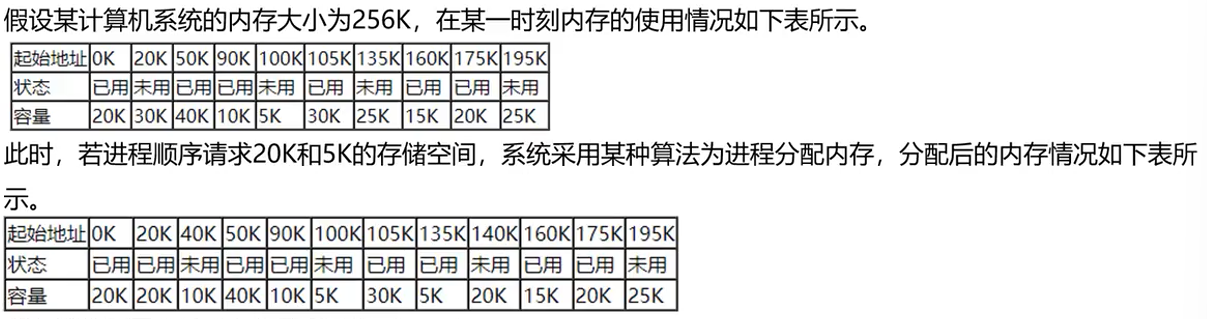 假设某计算机系统的内存大小为256K，在某一时刻内存的使用情况如下表所示。
起始地址 0K 20K 50K 90K 100K 105K 135K 160K 175K 195K
状态 已用 未用 已用 已用 未用 已用 未用 已用 已用 未用
容量 20K 30K 40K 10K 5K 30K 25K 15K 20K 25K
此时，若进程顺序请求20K和5K的存储空间，系统采用某种算法为进程分配内存，分配后的内存情况如下表所
示。
起始地址 0K 20K 40K 50K 90K 100K 105K 135K 140K 160K 175K 195K
状态 已用 已用 未用 已用 已用 未用 已用 已用 未用 已用 已用 未用
容量 20K 20K 10K 40K 10K 5K 30K 5K 20K 15K 20K 25K